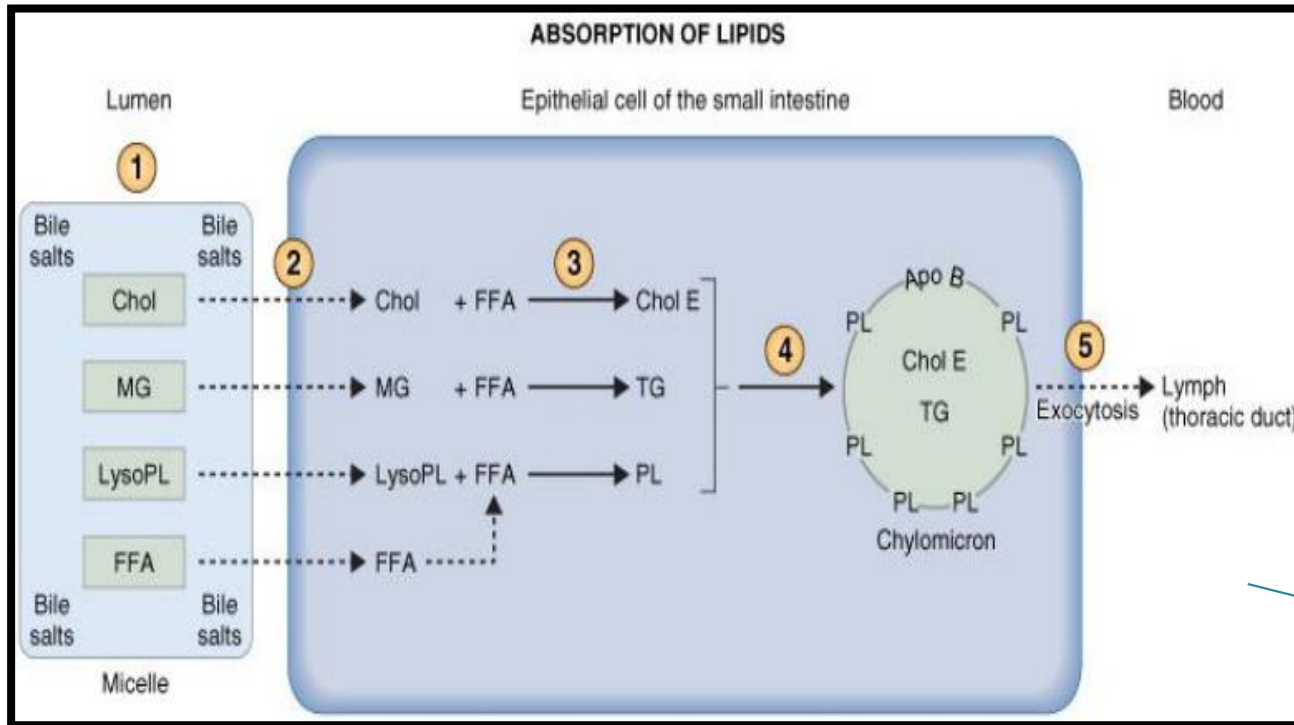 ABSORPTION OF LIPIDS
Lumen
Epithelial cell of the small intestine
Blood
1
Bile salts
Bile salts
2
3
Chol
Chol + FFA
Chol E
MG
MG + FFA
TG
LysoPL
LysoPL + FFA
PL
FFA
FFA
Bile salts
Bile salts
Micelle
4
Apo B
PL
PL
Chol E
TG
PL
PL
PL
PL
Chylomicron
5
Exocytosis
Lymph
(thoracic duct)